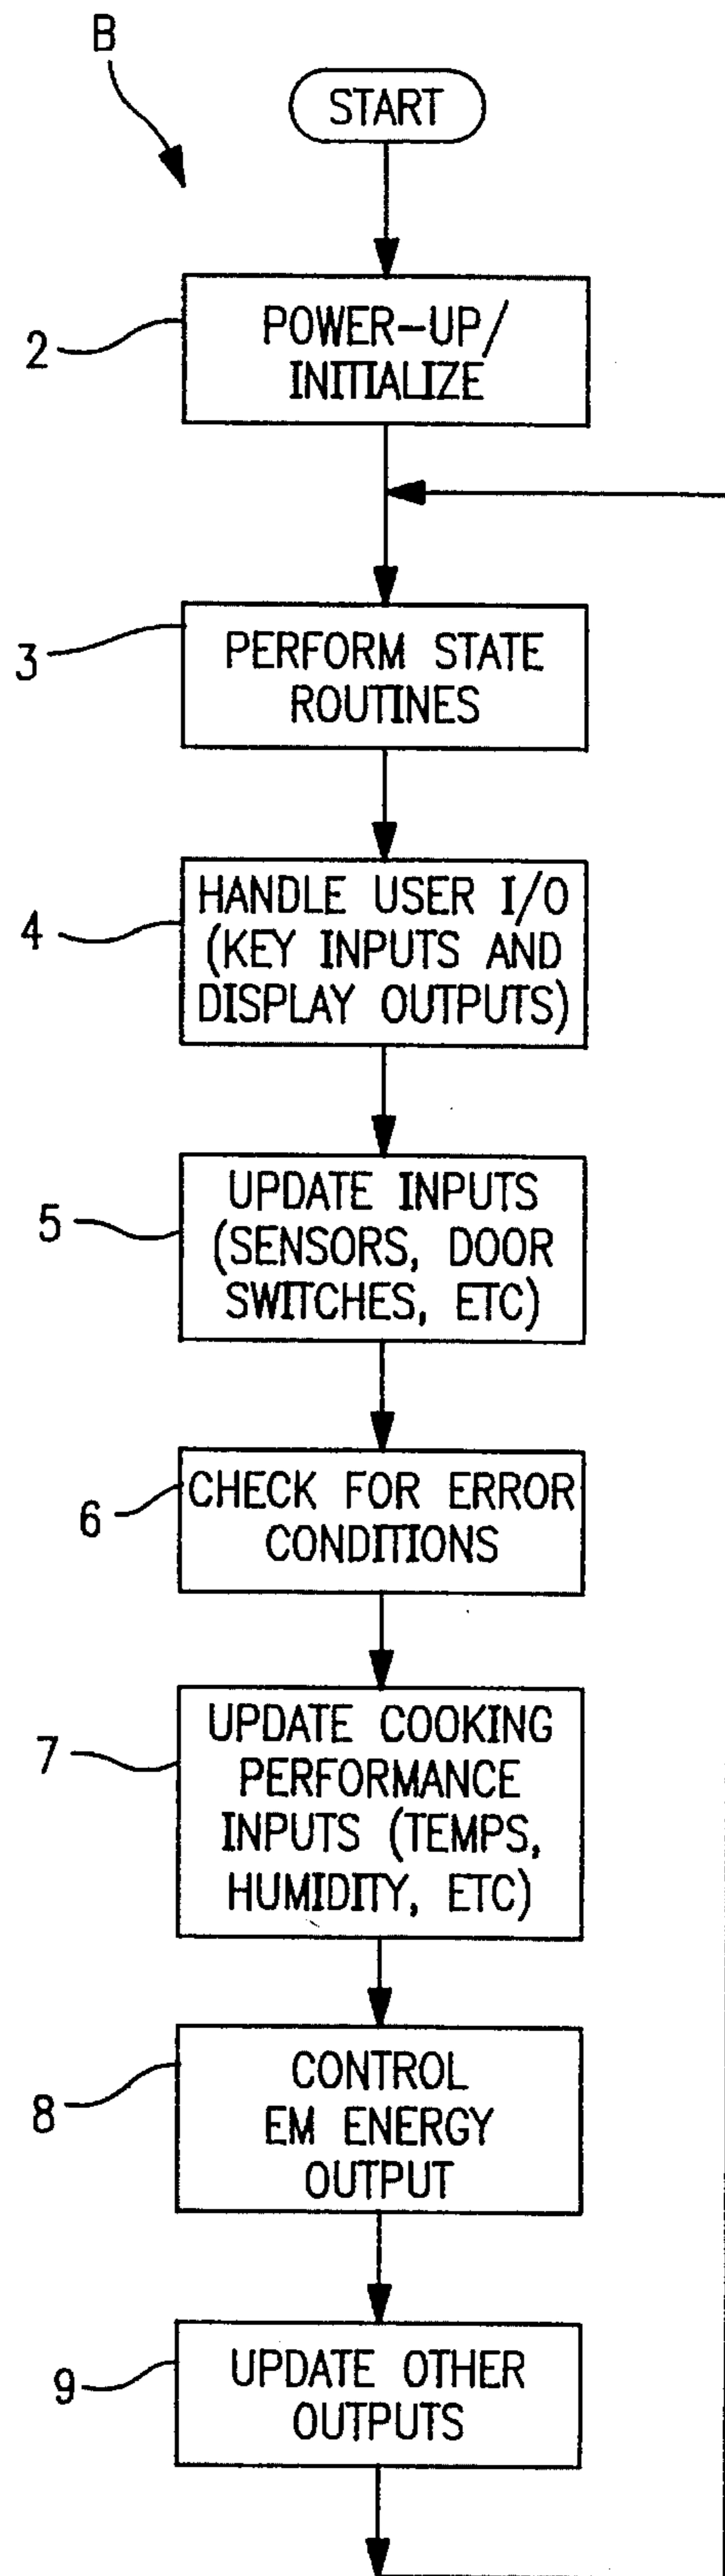 B
START
2
POWER-UP/
INITIALIZE
3
PERFORM STATE
ROUTINES
4
HANDLE USER I/O
(KEY INPUTS AND
DISPLAY OUTPUTS)
5
UPDATE INPUTS
(SENSORS, DOOR
SWITCHES, ETC)
6
CHECK FOR ERROR
CONDITIONS
7
UPDATE COOKING
PERFORMANCE
INPUTS (TEMPS,
HUMIDITY, ETC)
8
CONTROL
EM ENERGY
OUTPUT
9
UPDATE OTHER
OUTPUTS